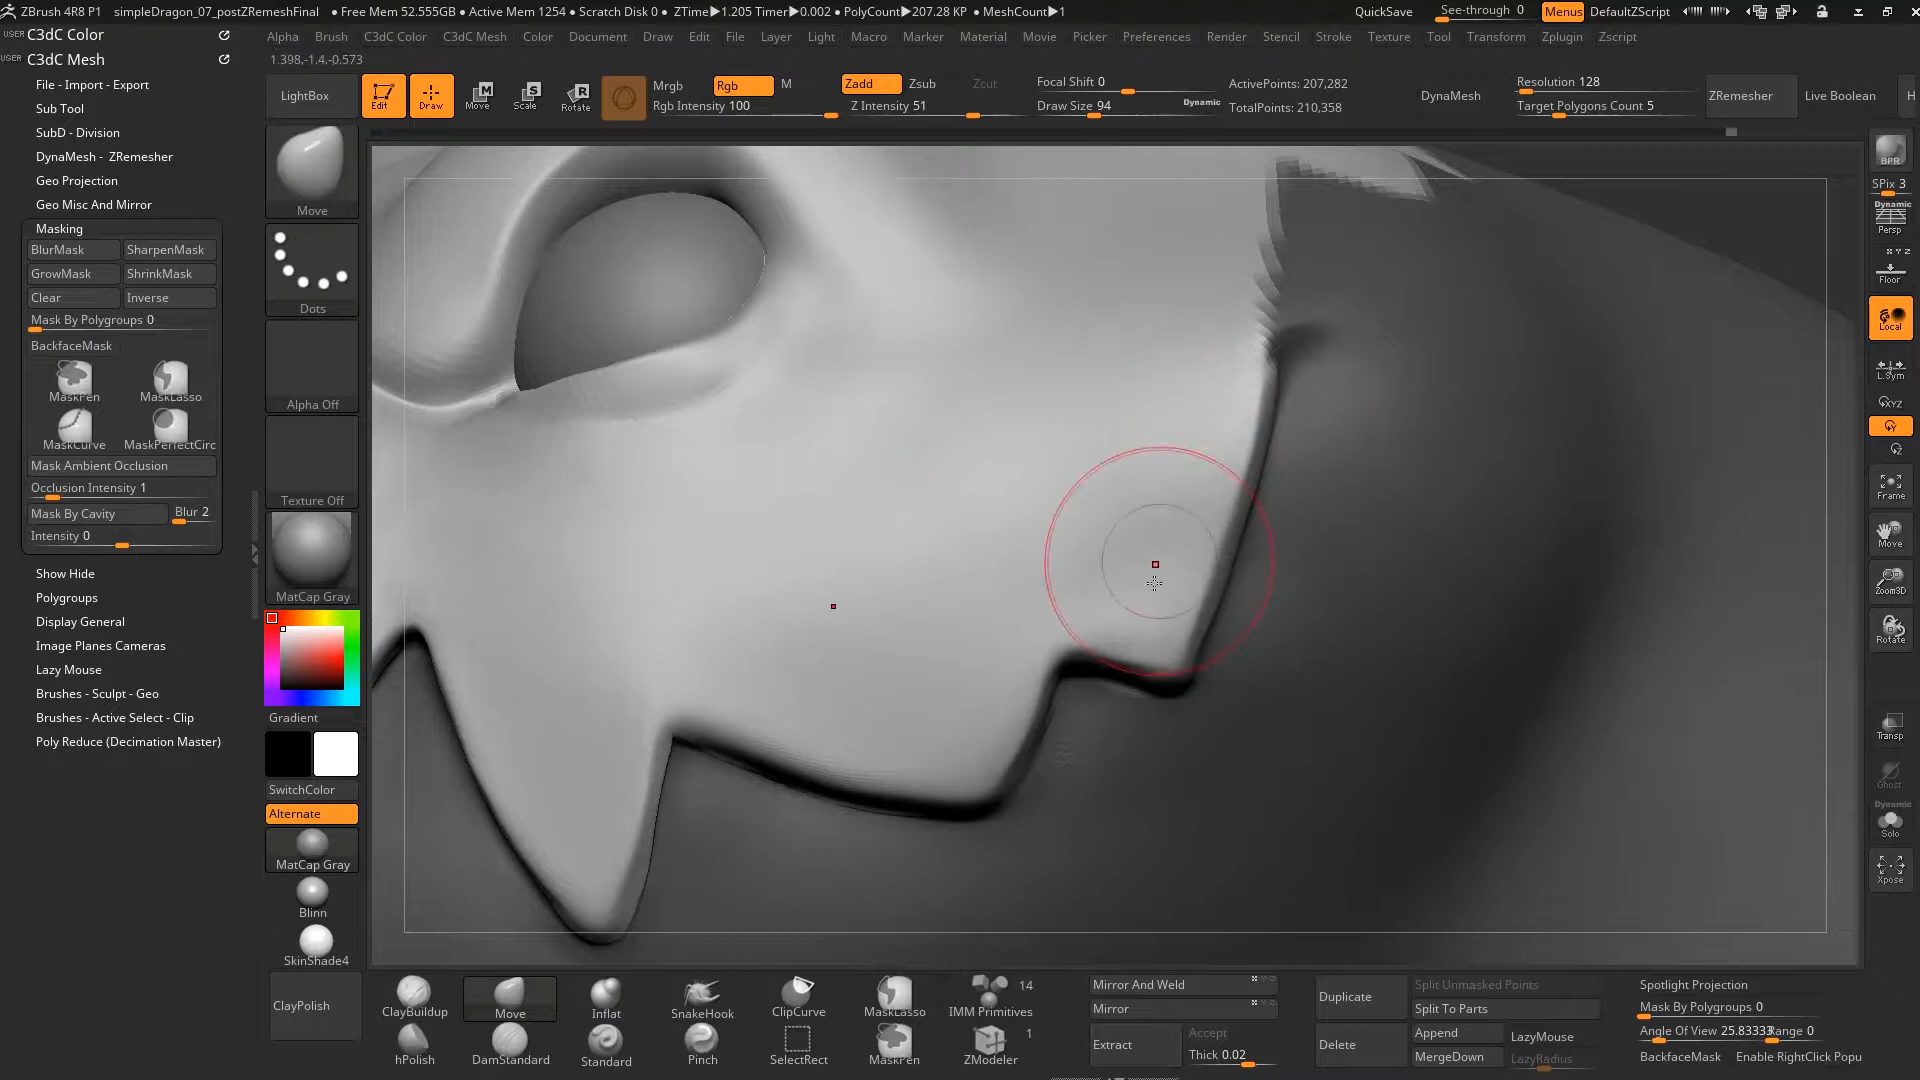 ZBrush 4R8 P1 simpleDragon_07_postZRemeshFinal ● Free Mem 52.555GB ● Active Mem 1254 ● Scratch Disk 0 ● ZTime▶1.205 Timer▶0.002 ● PolyCount▶207.28 KP ● MeshCount▶1 QuickSave See-through 0 Menus DefaultZScript
USER C3dC Color
USER C3dC Mesh
Alpha Brush C3dC Color C3dC Mesh Color Document Draw Edit File Layer Light Macro Marker Material Movie Picker Preferences Render Stencil Stroke Texture Tool Transform Zplugin Zscript
1.398,-1.4,-0.573
File - Import - Export
Sub Tool
SubD - Division
DynaMesh - ZRemesher
Geo Projection
Geo Misc And Mirror
Masking
BlurMask SharpenMask
GrowMask ShrinkMask
Clear Inverse
Mask By Polygroups 0
BackfaceMask
MaskPen MaskLasso
MaskCurve MaskPerfectCirc
Mask Ambient Occlusion
Occlusion Intensity 1
Mask By Cavity Blur 2
Intensity 0
Show Hide
Polygroups
Display General
Image Planes Cameras
Lazy Mouse
Brushes - Sculpt - Geo
Brushes - Active Select - Clip
Poly Reduce (Decimation Master)
LightBox
Edit Draw Move Scale Rotate
Mrgb Rgb M
Rgb Intensity 100
Zadd Zsub Zcut
Z Intensity 51
Focal Shift 0
Draw Size 94 Dynamic
ActivePoints: 207,282
TotalPoints: 210,358
DynaMesh
Resolution 128
Target Polygons Count 5
ZRemesher
Live Boolean
H
Move
Dots
Alpha Off
Texture Off
MatCap Gray
Gradient
SwitchColor
Alternate
MatCap Gray
Blinn
SkinShade4
ClayPolish
BPR
SPix 3
Dynamic
Persp
Floor
Local
L.Sym
XYZ
Y
Z
Frame
Move
Zoom3D
Rotate
Transp
Ghost
Dynamic
Solo
Xpose
ClayBuildup Move Inflat SnakeHook ClipCurve MaskLasso IMM Primitives 14
hPolish DamStandard Standard Pinch SelectRect MaskPen ZModeler 1
Mirror And Weld
Mirror
Extract Accept
Thick 0.02
Duplicate
Delete
Split Unmasked Points
Split To Parts
Append
MergeDown
LazyMouse
LazyRadius
Spotlight Projection
Mask By Polygroups 0
Angle Of View 25.83333 Range 0
BackfaceMask Enable RightClick Popu